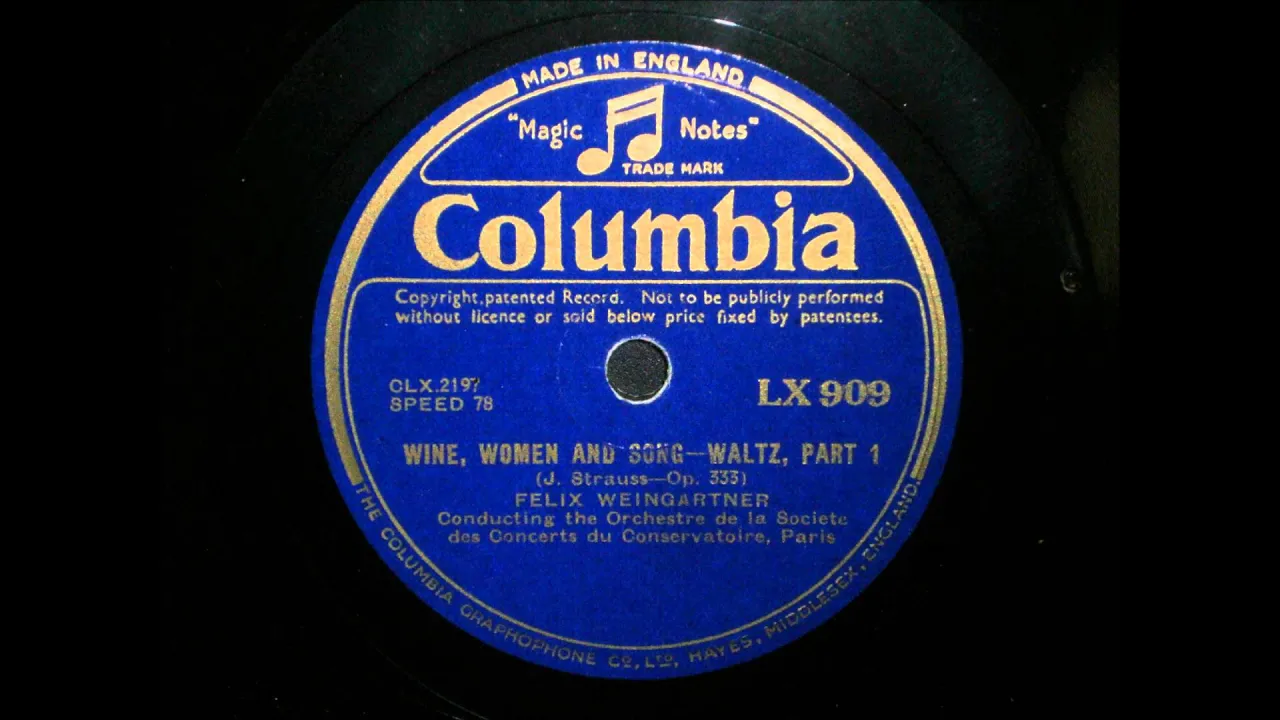 MADE IN ENGLAND
"Magic Notes"
TRADE MARK
Columbia
Copyright, patented Record. Not to be publicly performed
without licence or sold below price fixed by patentees.
CLX.2197
SPEED 78
LX 909
WINE, WOMEN AND SONG—WALTZ, PART 1
(J. Strauss—Op. 333)
FELIX WEINGARTNER
Conducting the Orchestre de la Societe
des Concerts du Conservatoire, Paris
THE COLUMBIA GRAPHOPHONE CO, LTD, HAYES, MIDDLESEX, ENGLAND.